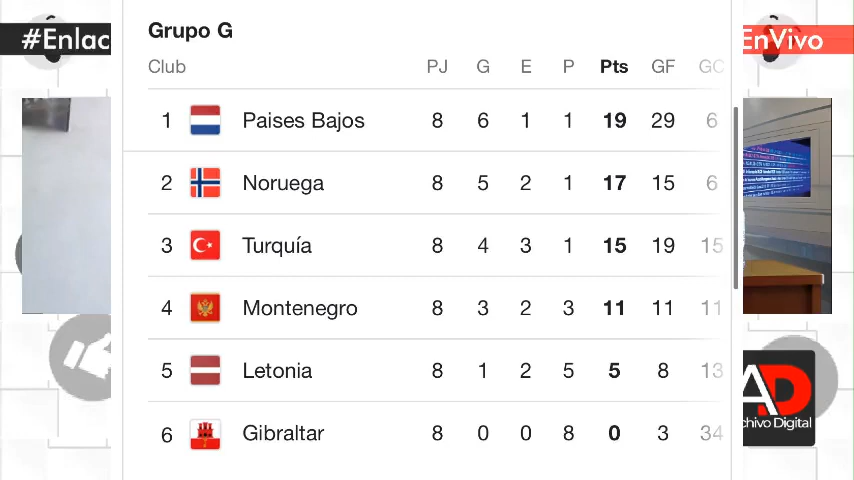 #Enlac
EnVivo
Grupo G
Club PJ G E P Pts GF GC
1 Paises Bajos 8 6 1 1 19 29 6
2 Noruega 8 5 2 1 17 15 6
3 Turquía 8 4 3 1 15 19 15
4 Montenegro 8 3 2 3 11 11 11
5 Letonia 8 1 2 5 5 8 13
6 Gibraltar 8 0 0 8 0 3 34
AD
chivo Digital